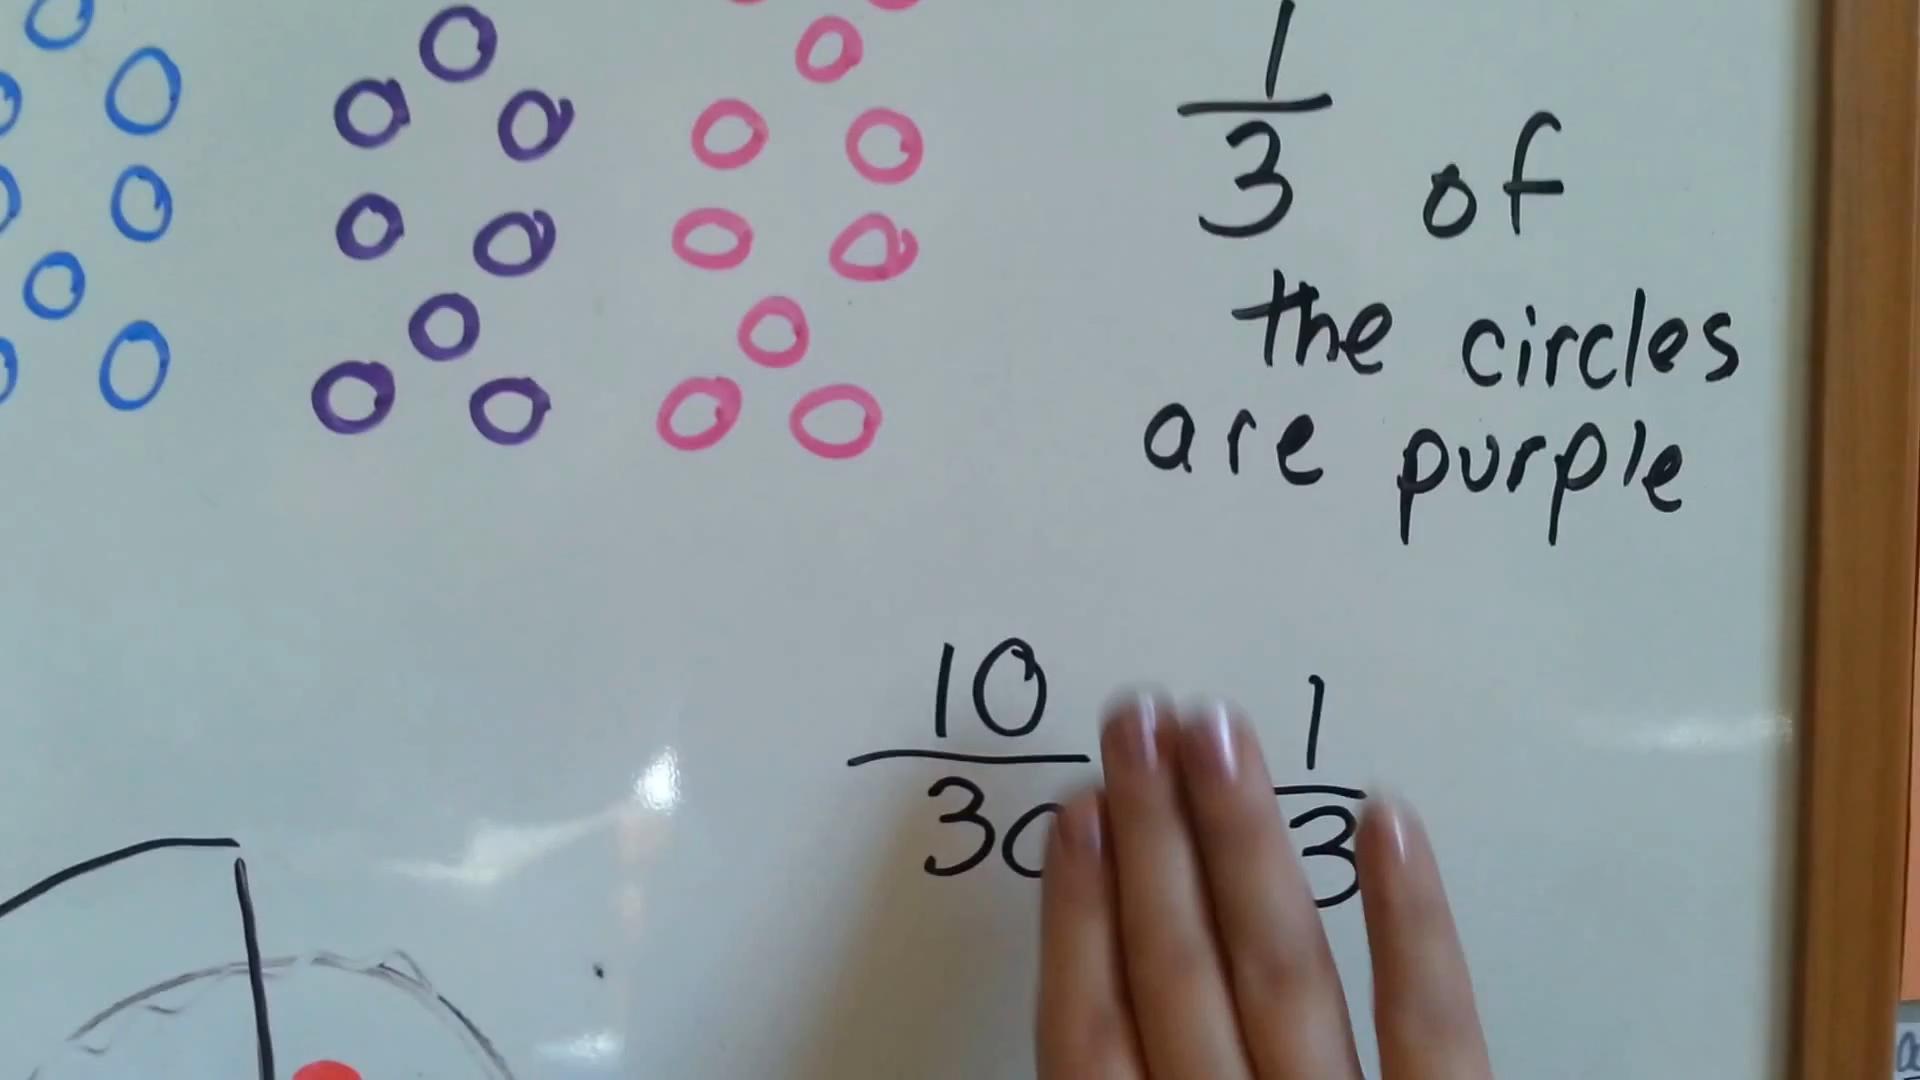 1
3 of
the circles
are purple
10 1
30 3